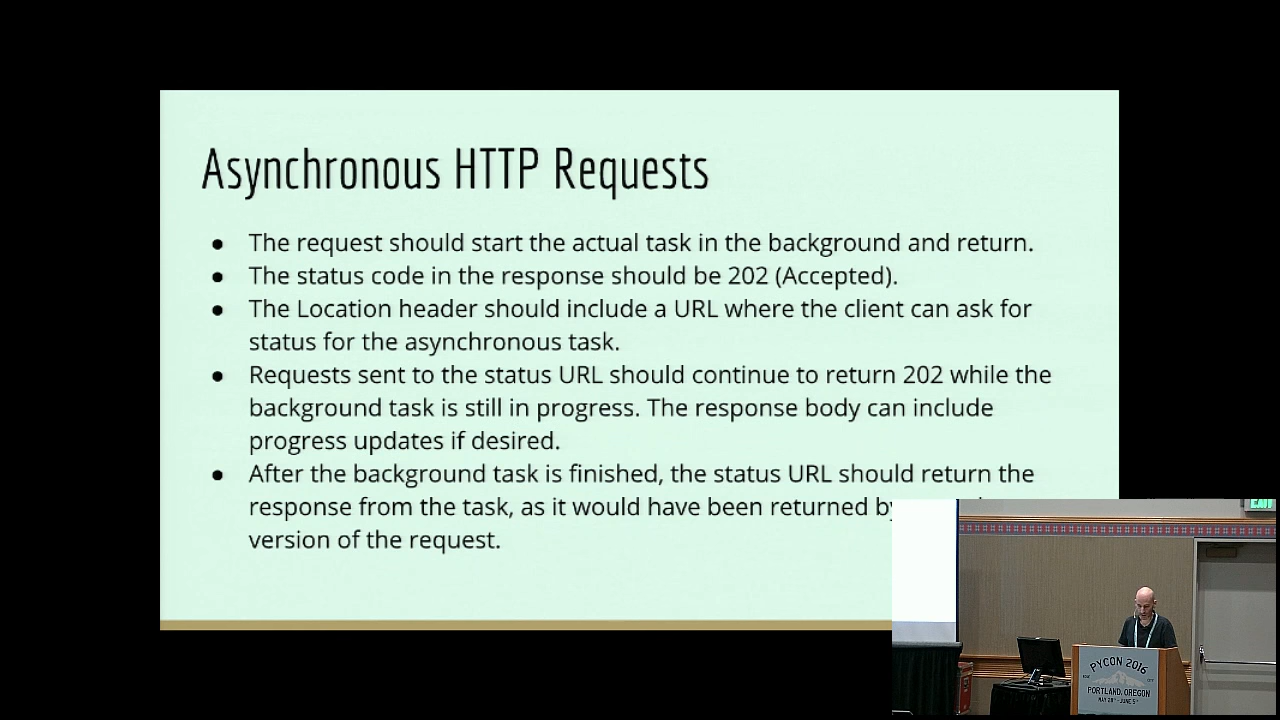 Asynchronous HTTP Requests
● The request should start the actual task in the background and return.
● The status code in the response should be 202 (Accepted).
● The Location header should include a URL where the client can ask for
status for the asynchronous task.
● Requests sent to the status URL should continue to return 202 while the
background task is still in progress. The response body can include
progress updates if desired.
● After the background task is finished, the status URL should return the
response from the task, as it would have been returned by
version of the request.
EXIT
PYCON 2016
PORTLAND, OREGON
MAY 28TH - JUNE 5TH